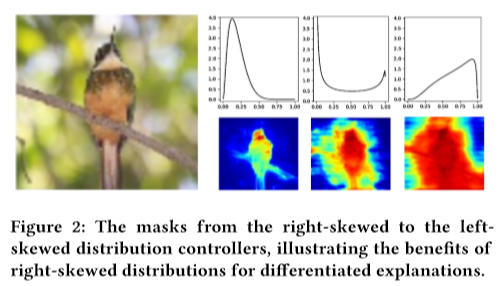 4.0 4.0 4.0
3.5 3.5 3.5
3.0 3.0 3.0
2.5 2.5 2.5
2.0 2.0 2.0
1.5 1.5 1.5
1.0 1.0 1.0
0.5 0.5 0.5
0.0 0.0 0.0
0.00 0.25 0.50 0.75 1.00 0.00 0.25 0.50 0.75 1.00 0.00 0.25 0.50 0.75 1.00
Figure 2: The masks from the right-skewed to the left-
skewed distribution controllers, illustrating the benefits of
right-skewed distributions for differentiated explanations.